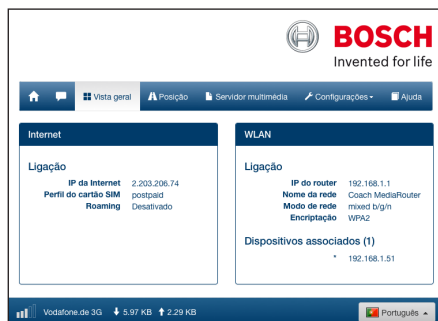 BOSCH
Invented for life
Vista geral Posição Servidor multimédia Configurações Ajuda
Internet
Ligação
IP da Internet 2.203.206.74
Perfil do cartão SIM postpaid
Roaming Desativado
WLAN
Ligação
IP do router 192.168.1.1
Nome da rede Coach MediaRouter
Modo de rede mixed b/g/n
Encriptação WPA2
Dispositivos associados (1)
* 192.168.1.51
Vodafone.de 3G 5.97 KB 2.29 KB Português